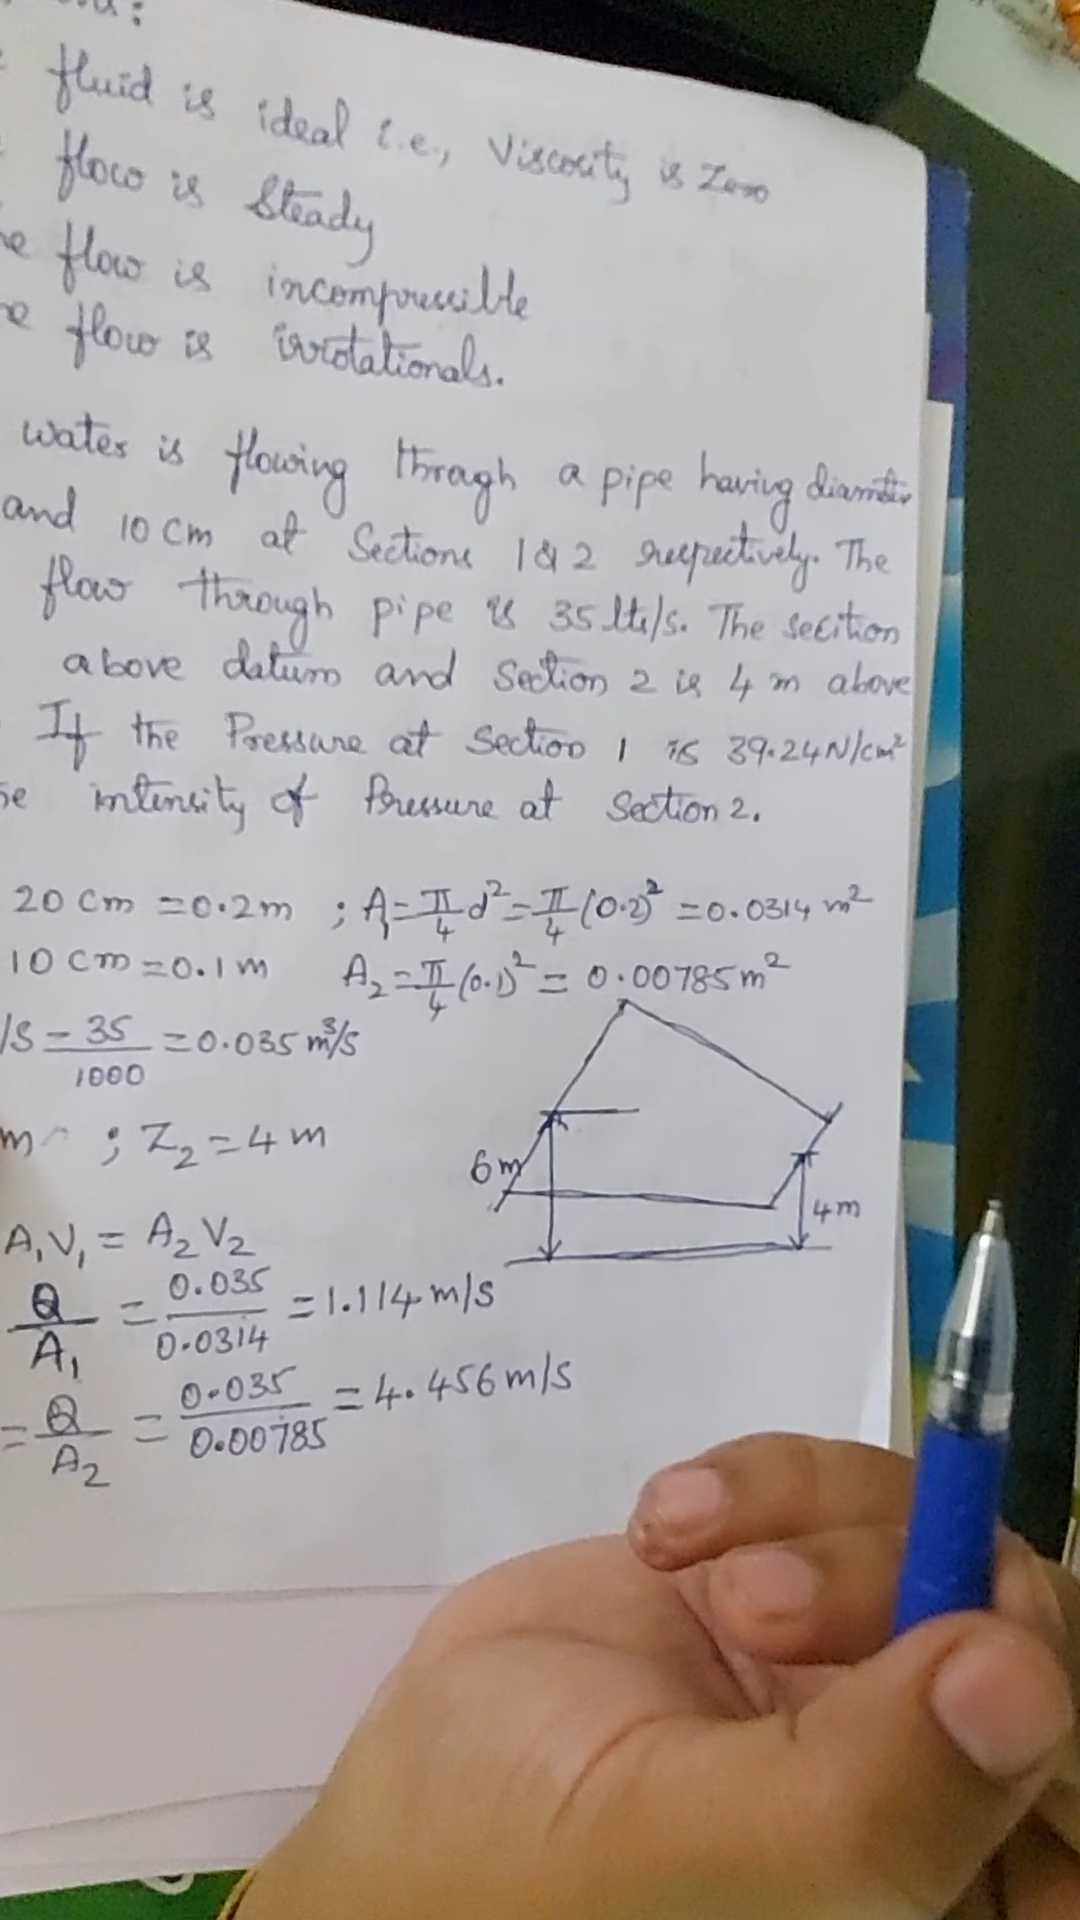 fluid is ideal i.e., Viscosity is Zero
flow is Steady
flow is incompressible
flow is irrotationals.
water is flowing thragh a pipe having diameter
and 10 cm at Sections 1 & 2 respectively. The
flow through pipe is 35 lts/s. The secition
above datum and Section 2 is 4 m above
If the Pressure at Section 1 is 39.24 N/cm²
intensity of Pressure at Section 2.
20 cm = 0.2 m ; A₁ = π/4 d² = π/4 (0.2)² = 0.0314 m²
10 cm = 0.1 m A₂ = π/4 (0.1)² = 0.00785 m²
/s = 35/1000 = 0.035 m³/s
m ; Z₂ = 4 m
6m
4m
A₁V₁ = A₂V₂
Q/A₁ = 0.035/0.0314 = 1.114 m/s
= Q/A₂ = 0.035/0.00785 = 4.456 m/s